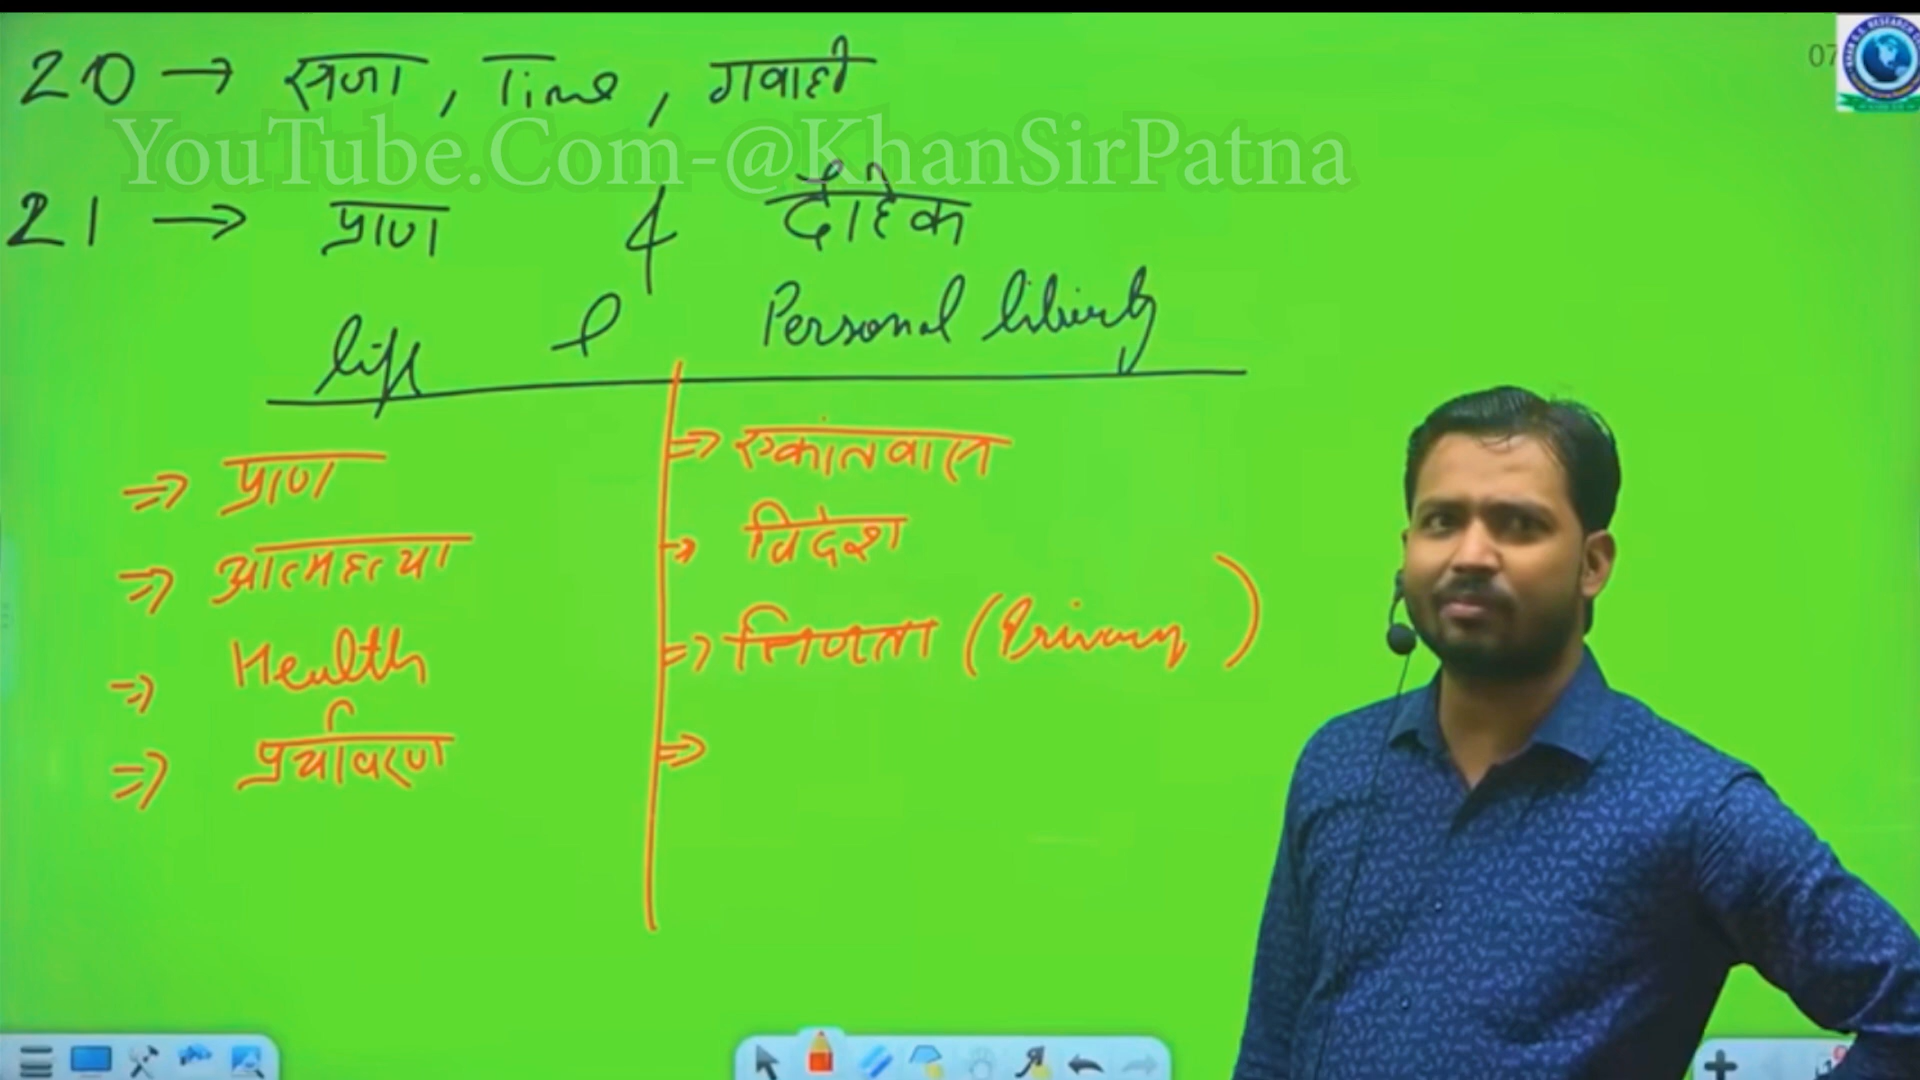 20 → सजा, Time, गवाही
07
YouTube.Com-@KhanSirPatna
21 → प्राण & दैहिक
life & Personal liberty
⇒ प्राण
⇒ एकांतवास
⇒ आत्महत्या
→ विदेश
⇒ Health
⇒ निजता (Privacy)
⇒ पर्यावरण
⇒